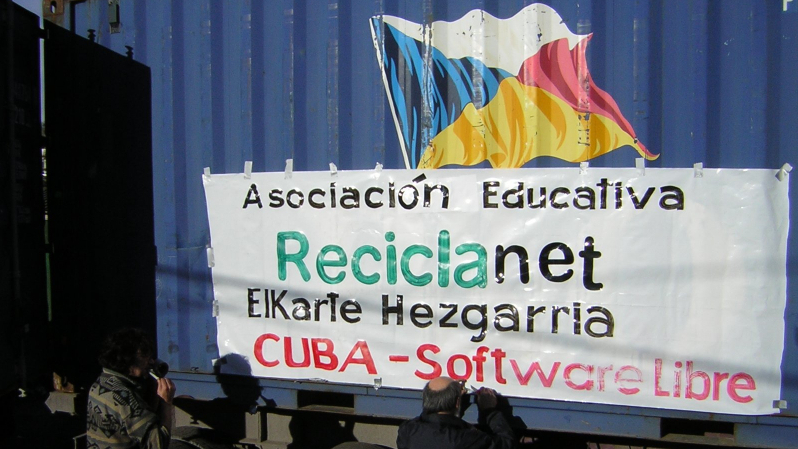 Asociación Educativa
Reciclanet
ElKarte Hezgarria
CUBA - Software Libre